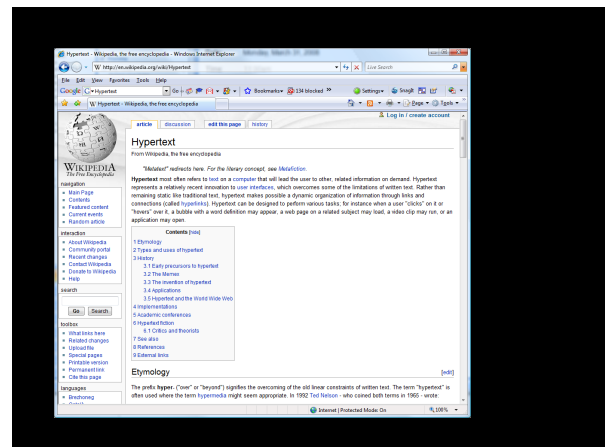 Hypertext - Wikipedia, the free encyclopedia - Windows Internet Explorer
Monday, March 31, 2008
W http://en.wikipedia.org/wiki/Hypertext
Live Search
File Edit View Favorites Tools Help
Google G Hypertext Go Bookmarks 134 blocked Settings SnagIt
W Hypertext - Wikipedia, the free encyclopedia
Page Tools
Log in / create account
article discussion edit this page history
WIKIPEDIA
The Free Encyclopedia
navigation
Main Page
Contents
Featured content
Current events
Random article
interaction
About Wikipedia
Community portal
Recent changes
Contact Wikipedia
Donate to Wikipedia
Help
search
Go Search
toolbox
What links here
Related changes
Upload file
Special pages
Printable version
Permanent link
Cite this page
languages
Brezhoneg
Hypertext
From Wikipedia, the free encyclopedia
"Metatext" redirects here. For the literary concept, see Metafiction.
Hypertext most often refers to text on a computer that will lead the user to other, related information on demand. Hypertext
represents a relatively recent innovation to user interfaces, which overcomes some of the limitations of written text. Rather than
remaining static like traditional text, hypertext makes possible a dynamic organization of information through links and
connections (called hyperlinks). Hypertext can be designed to perform various tasks; for instance when a user "clicks" on it or
"hovers" over it, a bubble with a word definition may appear, a web page on a related subject may load, a video clip may run, or an
application may open.
Contents [hide]
1 Etymology
2 Types and uses of hypertext
3 History
3.1 Early precursors to hypertext
3.2 The Memex
3.3 The invention of hypertext
3.4 Applications
3.5 Hypertext and the World Wide Web
4 Implementations
5 Academic conferences
6 Hypertext fiction
6.1 Critics and theorists
7 See also
8 References
9 External links
Etymology [edit]
The prefix hyper- ("over" or "beyond") signifies the overcoming of the old linear constraints of written text. The term "hypertext" is
often used where the term hypermedia might seem appropriate. In 1992 Ted Nelson - who coined both terms in 1965 - wrote:
Internet | Protected Mode: On 100%